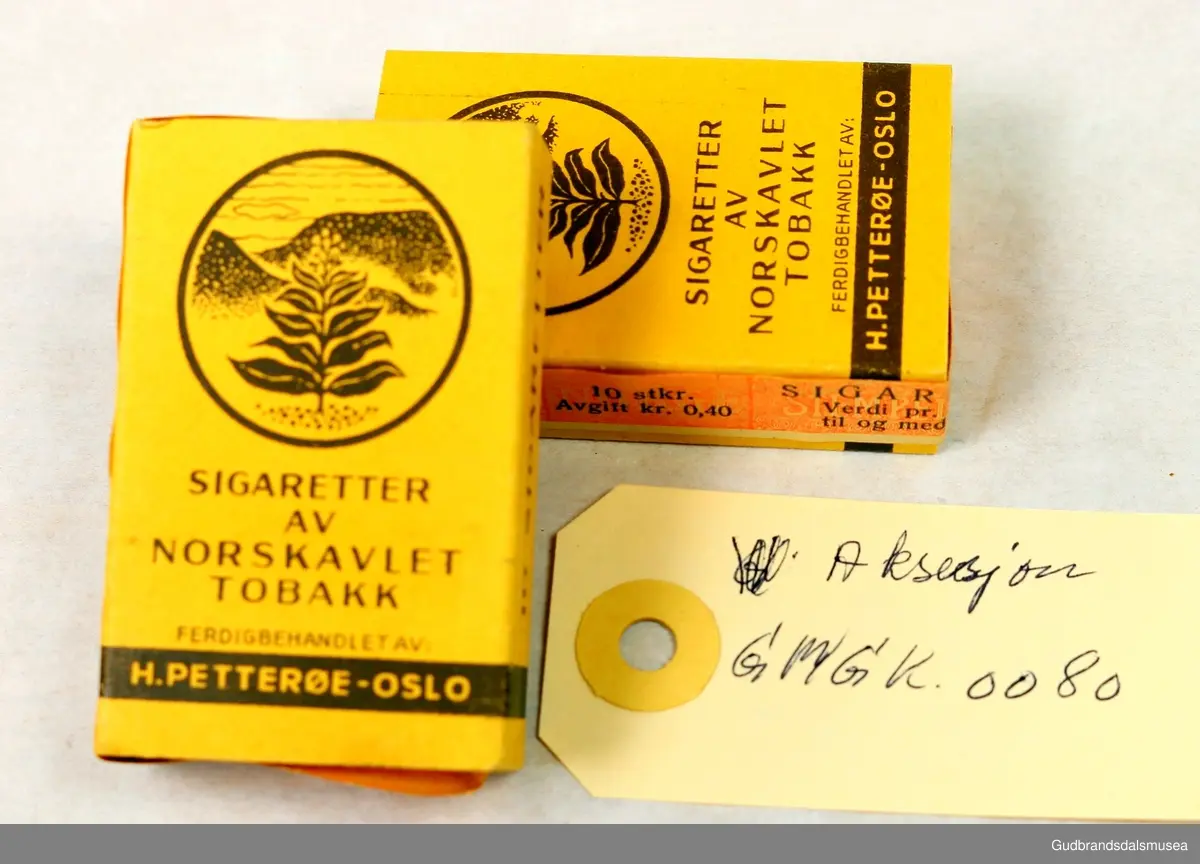 SIGARETTER
AV
NORSKAVLET
TOBAKK
FERDIGBEHANDLET AV:
H.PETTERØE-OSLO
SIGARETTER
AV
NORSKAVLET
TOBAKK
FERDIGBEHANDLET AV:
H.PETTERØE-OSLO
10 stkr.
Avgift kr. 0,40
SIGAR
Verdi pr.
til og med
Aksesjon
GMGK. 0080
Gudbrandsdalsmusea